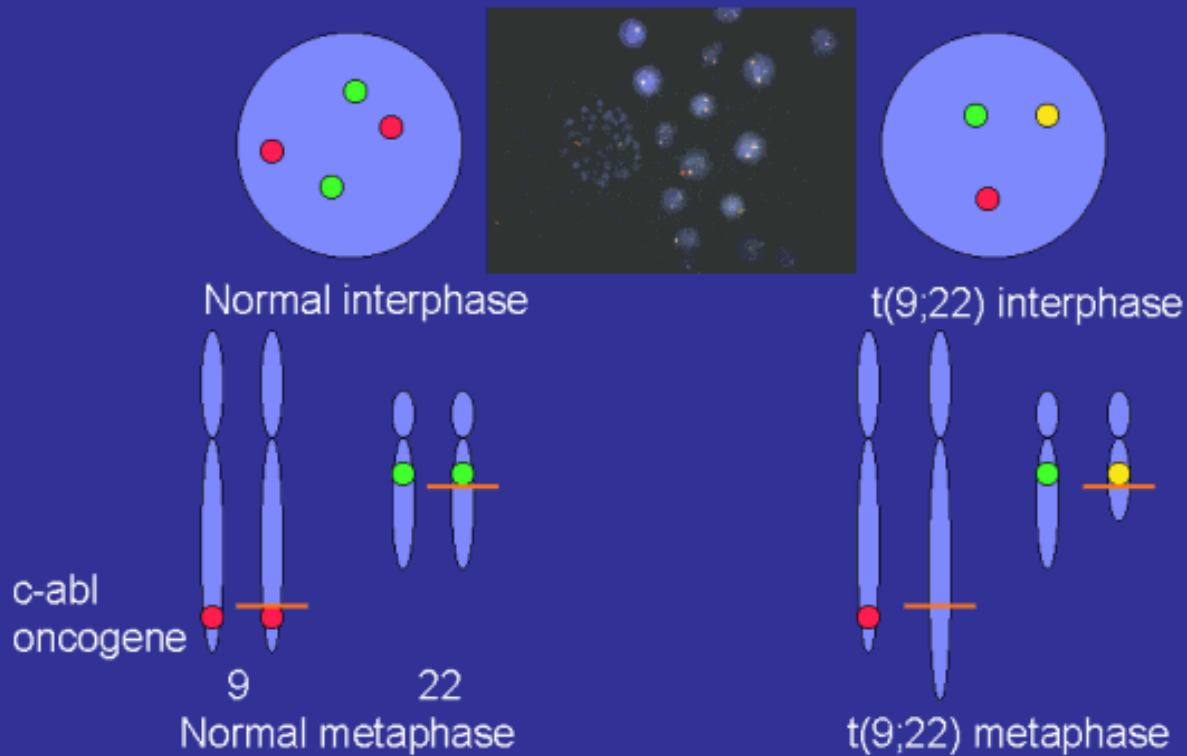 Normal interphase
t(9;22) interphase
c-abl
oncogene
9
22
Normal metaphase
t(9;22) metaphase